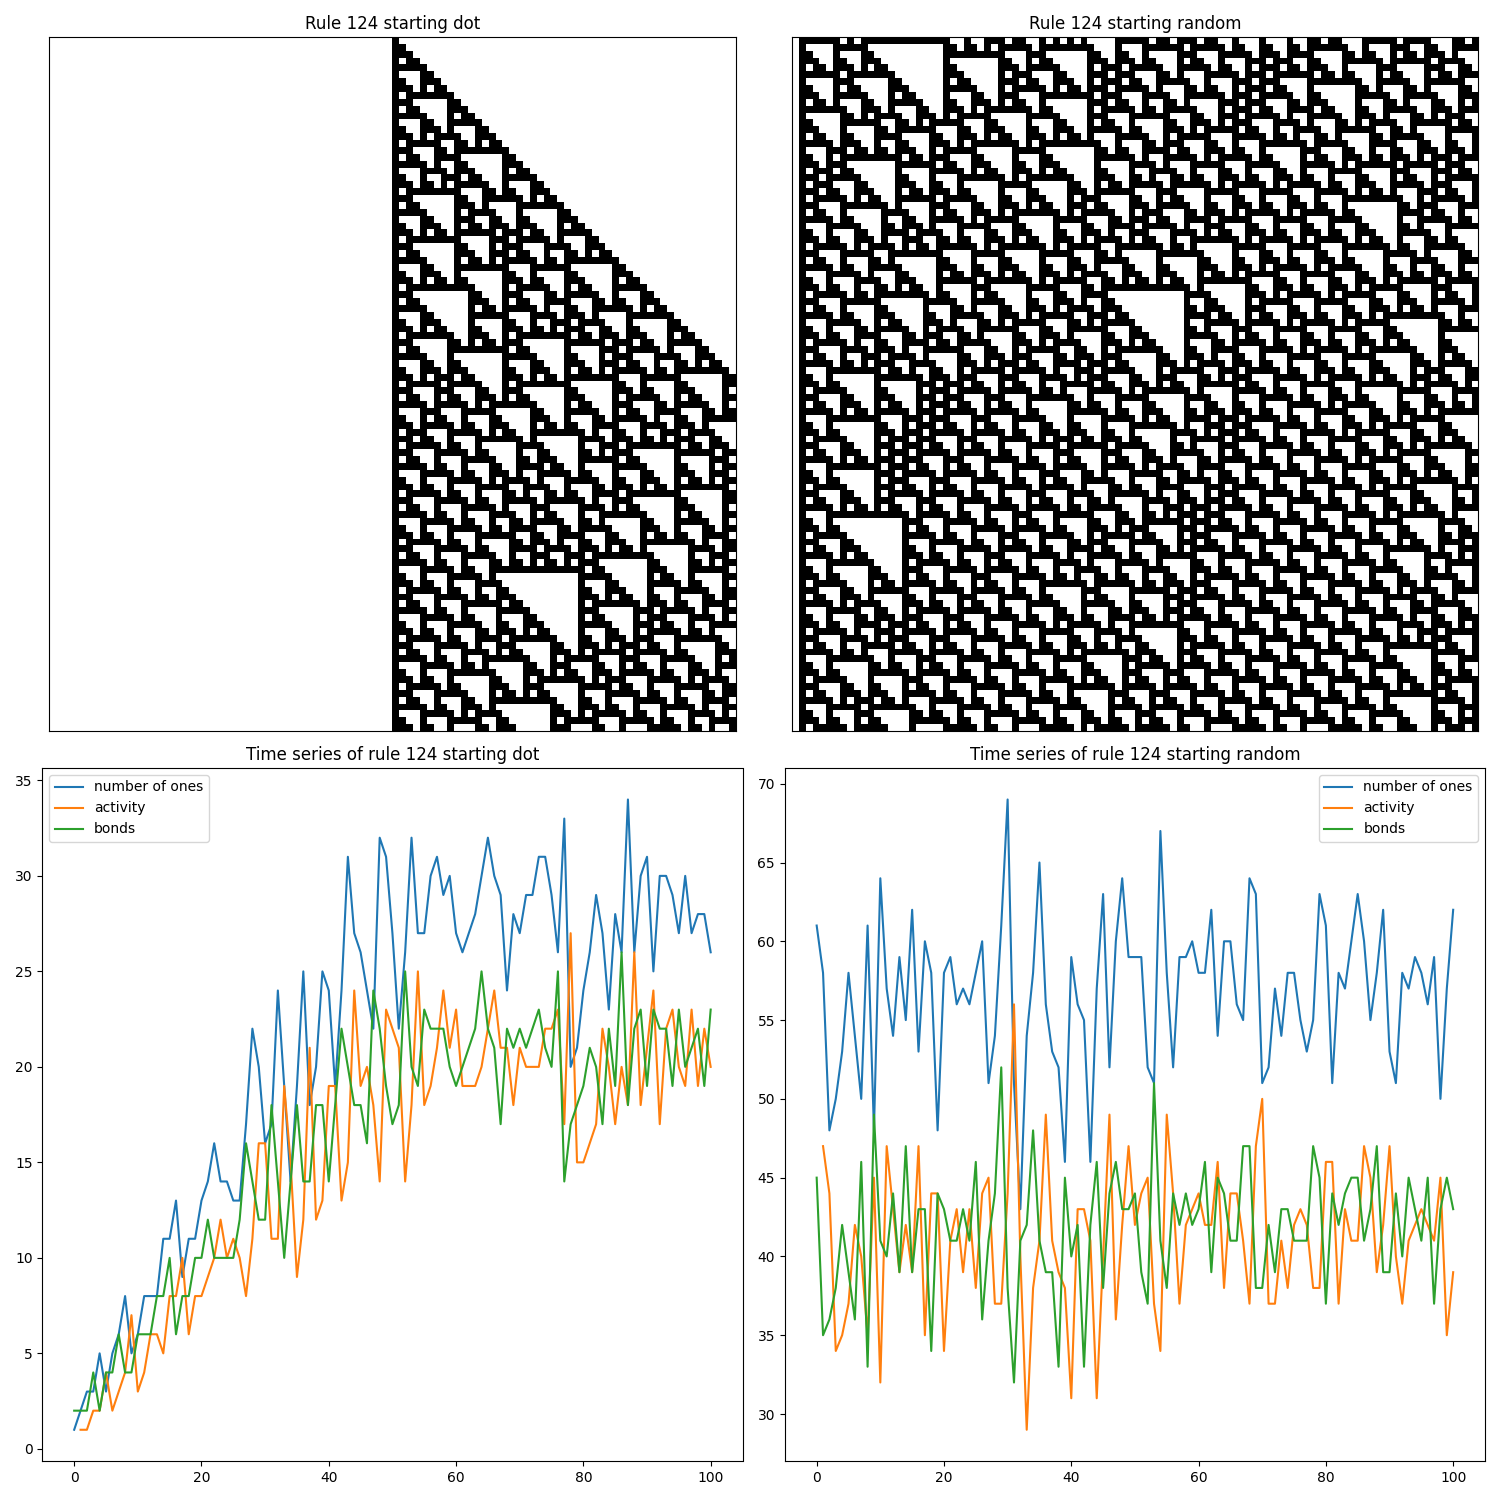 Rule 124 starting dot
Rule 124 starting random
Time series of rule 124 starting dot
35
30
25
20
15
10
5
0
number of ones
activity
bonds
0 20 40 60 80 100
Time series of rule 124 starting random
70
65
60
55
50
45
40
35
30
number of ones
activity
bonds
0 20 40 60 80 100